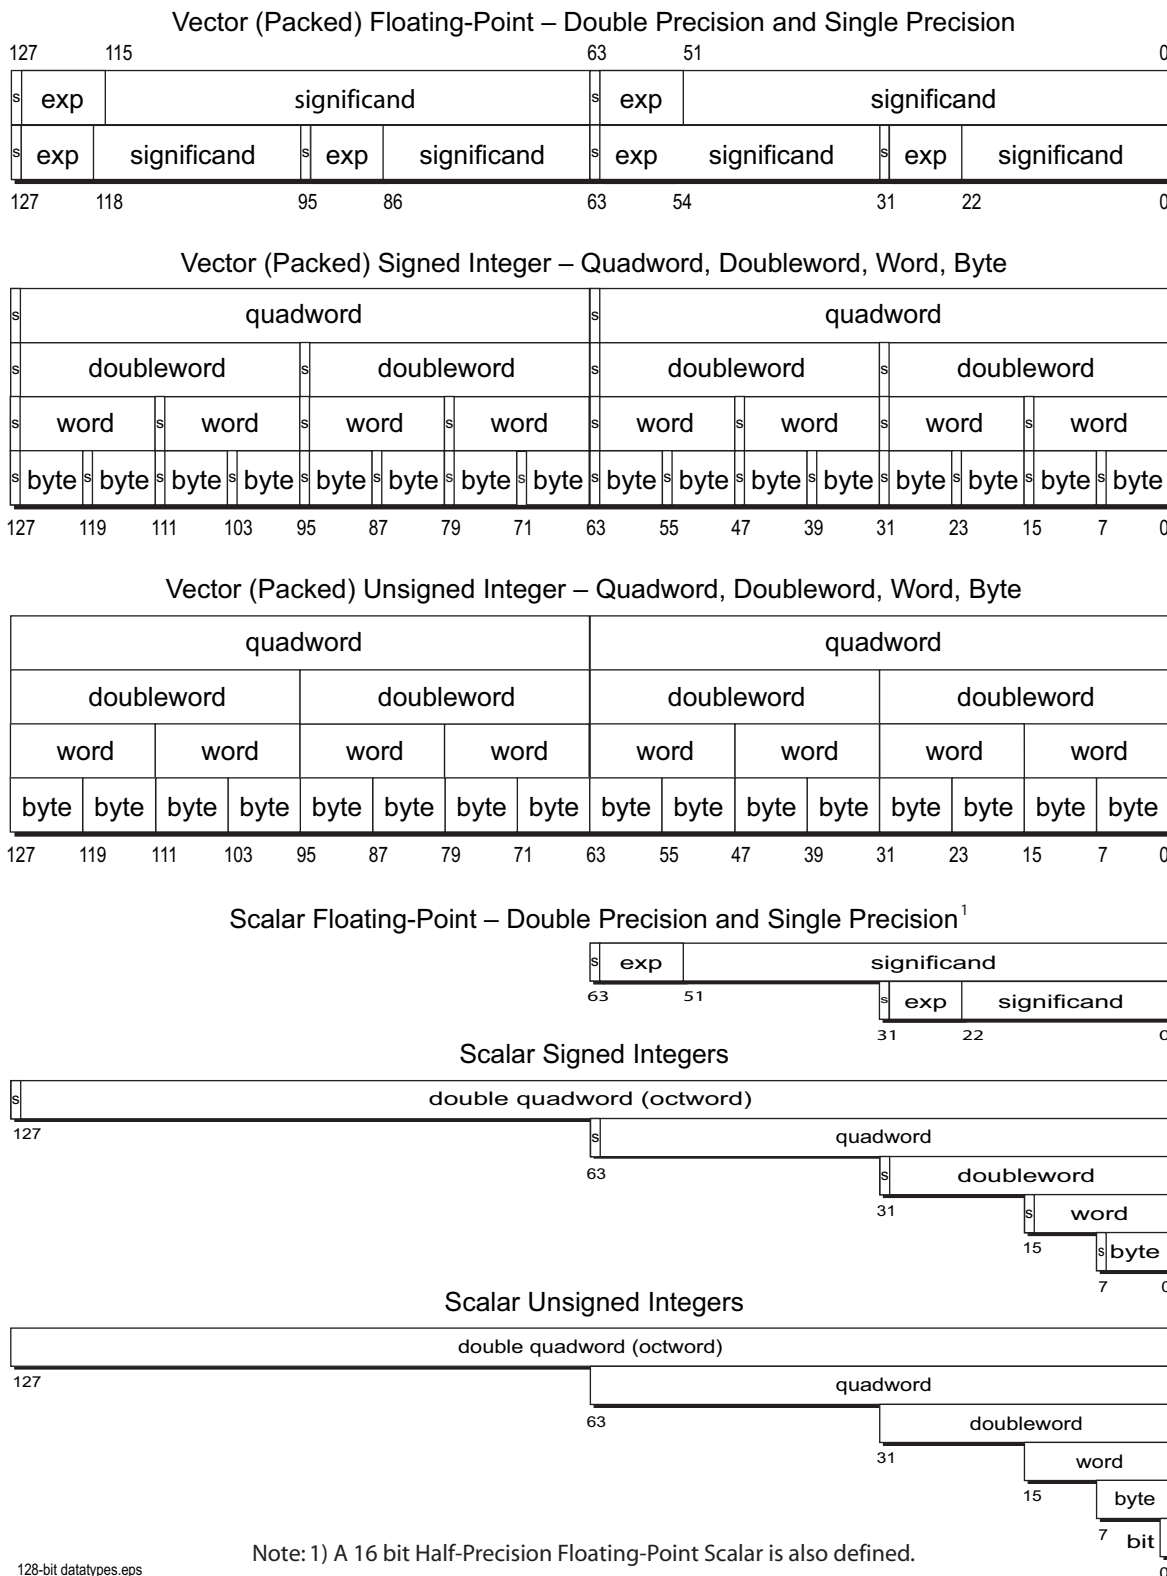 Vector (Packed) Floating-Point – Double Precision and Single Precision
127 115 63 51 0
s exp significand s exp significand
s exp significand s exp significand s exp significand s exp significand
127 118 95 86 63 54 31 22 0
Vector (Packed) Signed Integer – Quadword, Doubleword, Word, Byte
s quadword s quadword
s doubleword s doubleword s doubleword s doubleword
s word s word s word s word s word s word s word s word
s byte s byte s byte s byte s byte s byte s byte s byte s byte s byte s byte s byte s byte s byte s byte s byte
127 119 111 103 95 87 79 71 63 55 47 39 31 23 15 7 0
Vector (Packed) Unsigned Integer – Quadword, Doubleword, Word, Byte
quadword quadword
doubleword doubleword doubleword doubleword
word word word word word word word word
byte byte byte byte byte byte byte byte byte byte byte byte byte byte byte byte
127 119 111 103 95 87 79 71 63 55 47 39 31 23 15 7 0
Scalar Floating-Point – Double Precision and Single Precision1
s exp significand
63 51
s exp significand
31 22 0
Scalar Signed Integers
s double quadword (octword)
127
s quadword
63
s doubleword
31
s word
15
s byte
7 0
Scalar Unsigned Integers
double quadword (octword)
127
quadword
63
doubleword
31
word
15
byte
7
bit
0
Note: 1) A 16 bit Half-Precision Floating-Point Scalar is also defined.
128-bit datatypes.eps